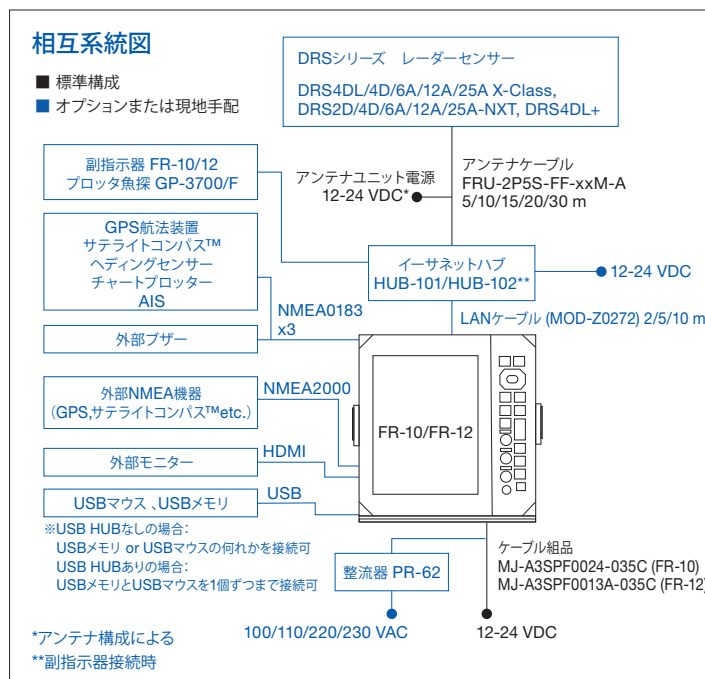 相互系統図
■ 標準構成
■ オプションまたは現地手配
DRSシリーズ レーダーセンサー
DRS4DL/4D/6A/12A/25A X-Class,
DRS2D/4D/6A/12A/25A-NXT, DRS4DL+
副指示器 FR-10/12
プロッタ魚探 GP-3700/F
アンテナユニット電源
12-24 VDC*
アンテナケーブル
FRU-2P5S-FF-xxM-A
5/10/15/20/30 m
GPS航法装置
サテライトコンパス™
ヘディングセンサー
チャートプロッター
AIS
イーサネットハブ
HUB-101/HUB-102**
12-24 VDC
NMEA0183
x3
LANケーブル (MOD-Z0272) 2/5/10 m
外部ブザー
外部NMEA機器
(GPS,サテライトコンパス™etc.)
NMEA2000
FR-10/FR-12
外部モニター
HDMI
USBマウス 、USBメモリ
USB
※USB HUBなしの場合：
USBメモリ or USBマウスの何れかを接続可
USB HUBありの場合：
USBメモリとUSBマウスを1個ずつまで接続可
整流器 PR-62
ケーブル組品
MJ-A3SPF0024-035C (FR-10)
MJ-A3SPF0013A-035C (FR-12)
100/110/220/230 VAC
12-24 VDC
*アンテナ構成による
**副指示器接続時